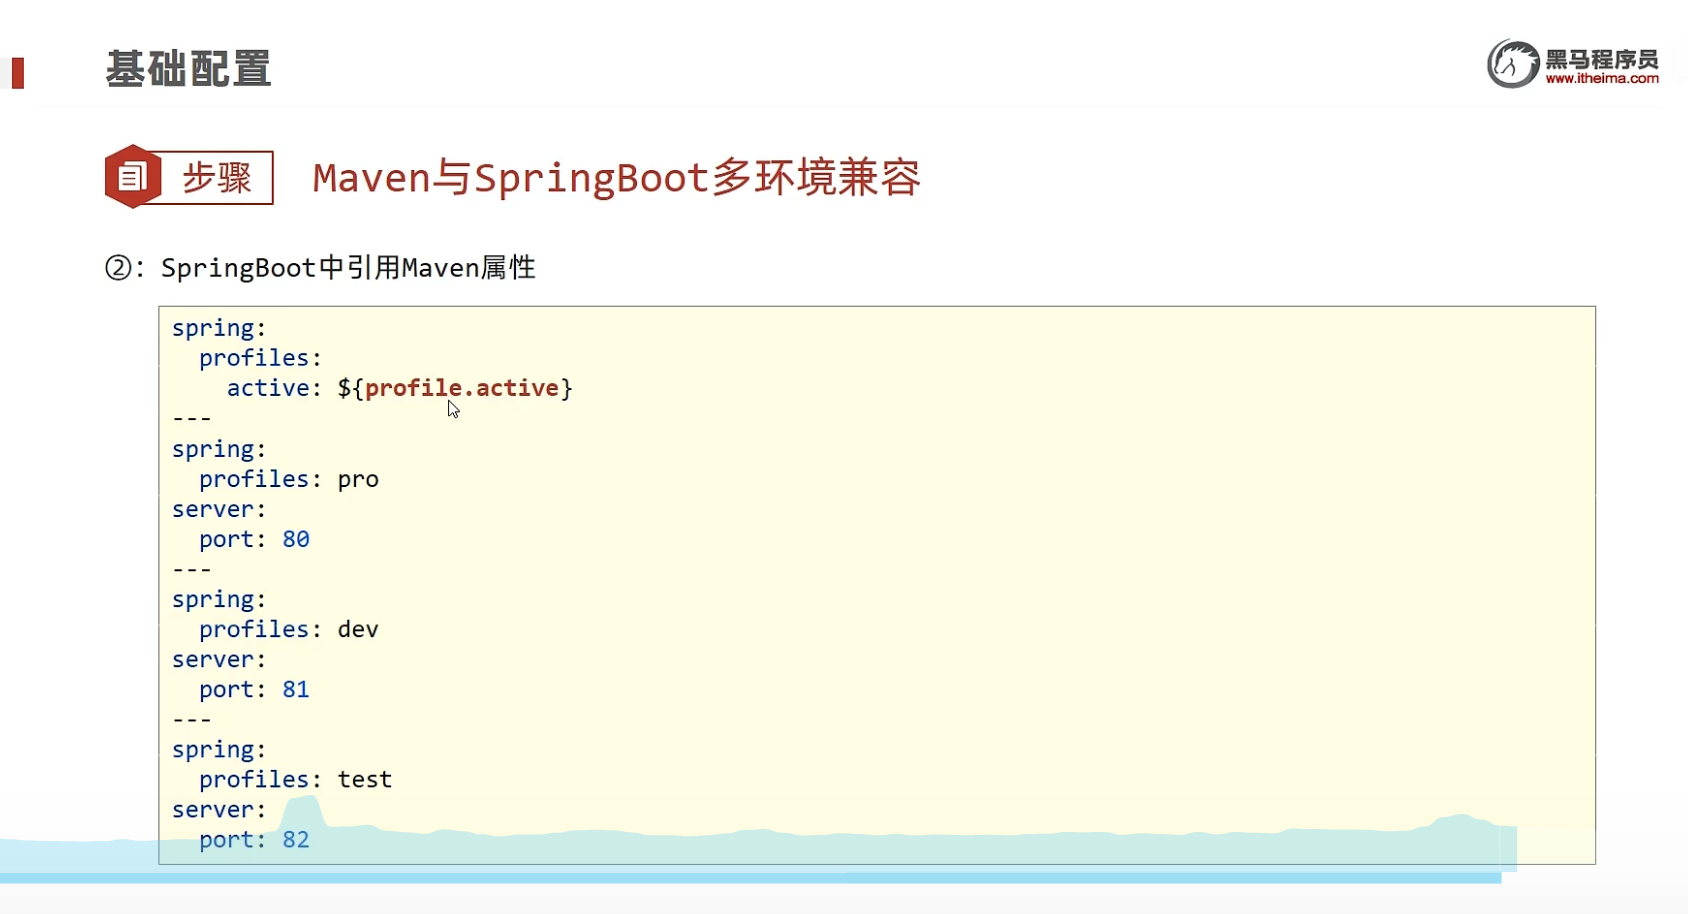 基础配置
黑马程序员
www.itheima.com
步骤
Maven与SpringBoot多环境兼容
②：SpringBoot中引用Maven属性
spring:
  profiles:
    active: ${profile.active}
---
spring:
  profiles: pro
server:
  port: 80
---
spring:
  profiles: dev
server:
  port: 81
---
spring:
  profiles: test
server:
  port: 82